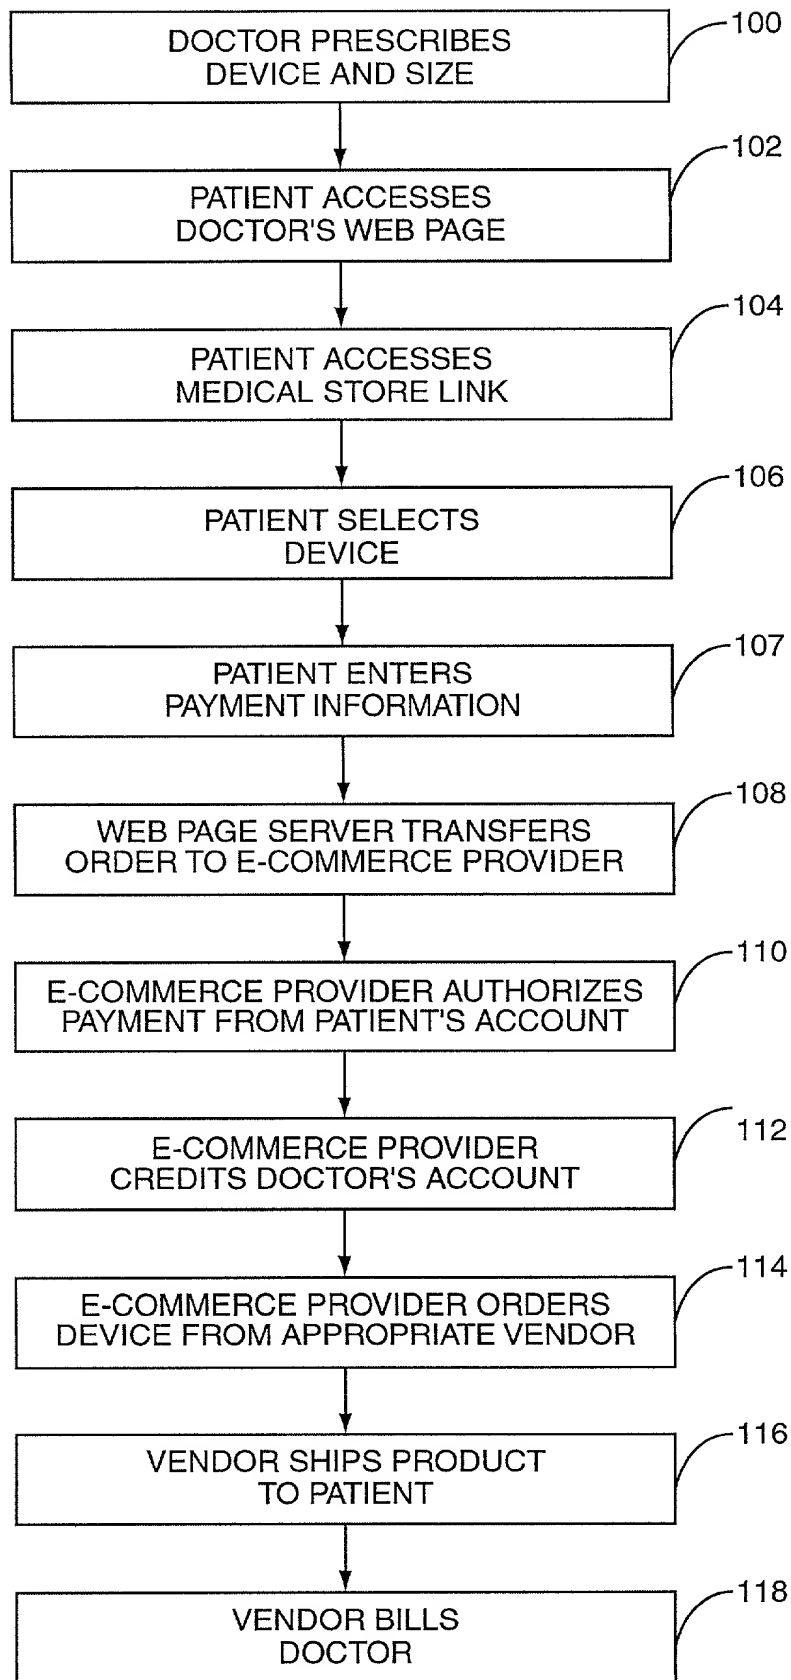 DOCTOR PRESCRIBES
DEVICE AND SIZE
100
PATIENT ACCESSES
DOCTOR'S WEB PAGE
102
PATIENT ACCESSES
MEDICAL STORE LINK
104
PATIENT SELECTS
DEVICE
106
PATIENT ENTERS
PAYMENT INFORMATION
107
WEB PAGE SERVER TRANSFERS
ORDER TO E-COMMERCE PROVIDER
108
E-COMMERCE PROVIDER AUTHORIZES
PAYMENT FROM PATIENT'S ACCOUNT
110
E-COMMERCE PROVIDER
CREDITS DOCTOR'S ACCOUNT
112
E-COMMERCE PROVIDER ORDERS
DEVICE FROM APPROPRIATE VENDOR
114
VENDOR SHIPS PRODUCT
TO PATIENT
116
VENDOR BILLS
DOCTOR
118